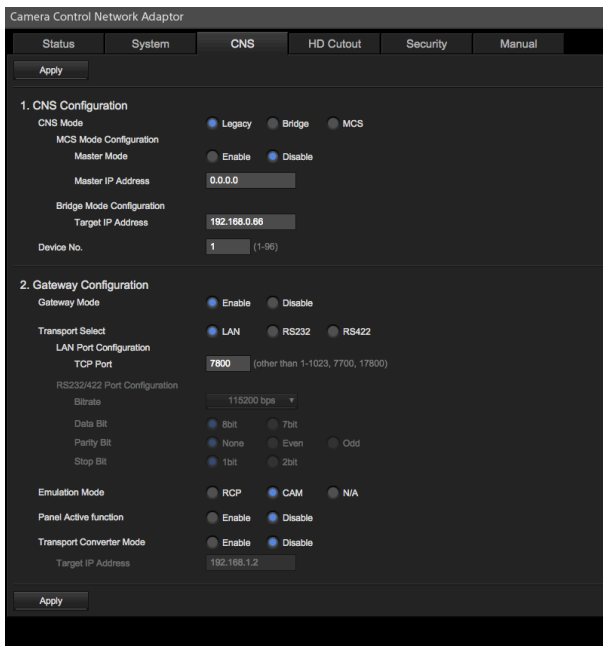 Camera Control Network Adaptor
Status System CNS HD Cutout Security Manual
Apply
1. CNS Configuration
CNS Mode Legacy Bridge MCS
MCS Mode Configuration
Master Mode Enable Disable
Master IP Address 0.0.0.0
Bridge Mode Configuration
Target IP Address 192.168.0.66
Device No. 1 (1-96)
2. Gateway Configuration
Gateway Mode Enable Disable
Transport Select LAN RS232 RS422
LAN Port Configuration
TCP Port 7800 (other than 1-1023, 7700, 17800)
RS232/422 Port Configuration
Bitrate 115200 bps
Data Bit 8bit 7bit
Parity Bit None Even Odd
Stop Bit 1bit 2bit
Emulation Mode RCP CAM N/A
Panel Active function Enable Disable
Transport Converter Mode Enable Disable
Target IP Address 192.168.1.2
Apply